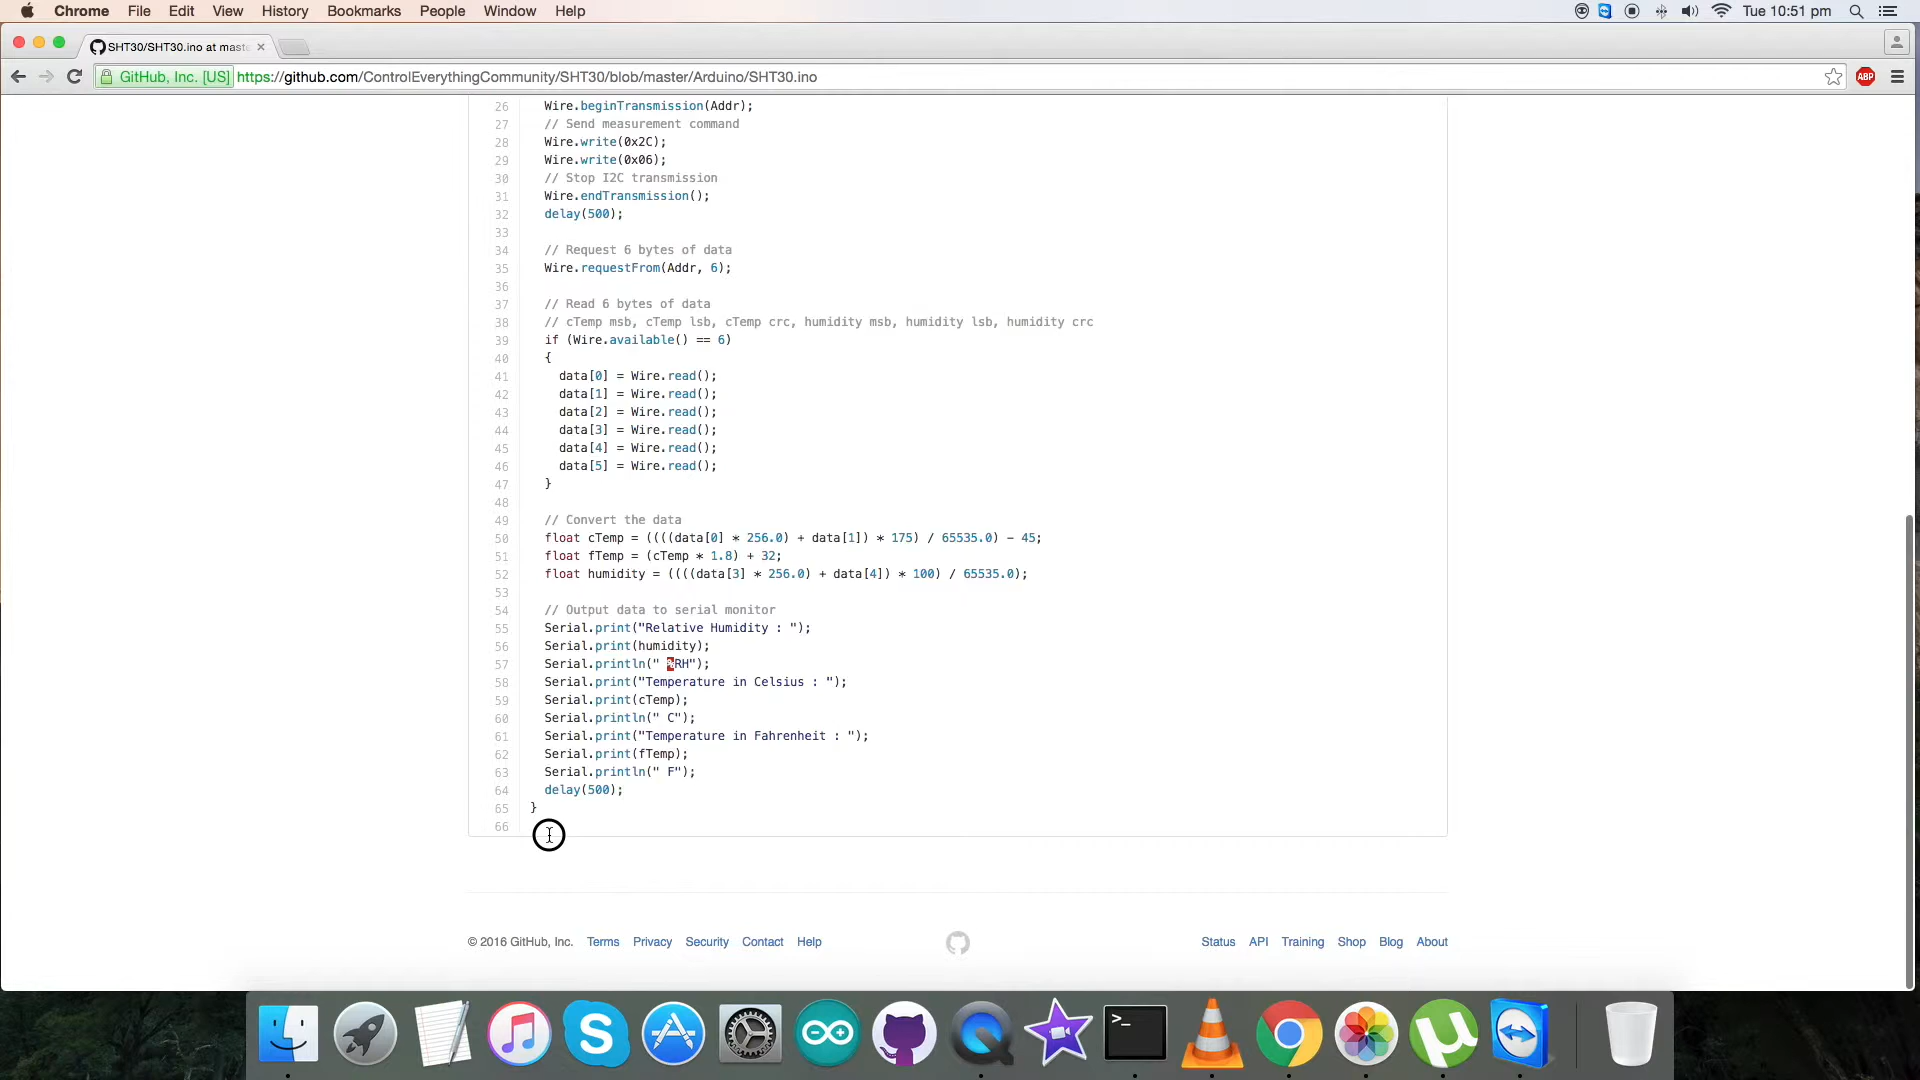 Chrome File Edit View History Bookmarks People Window Help Tue 10:51 pm
SHT30/SHT30.ino at mast
GitHub, Inc. [US] https://github.com/ControlEverythingCommunity/SHT30/blob/master/Arduino/SHT30.ino ABP
26 Wire.beginTransmission(Addr);
27 // Send measurement command
28 Wire.write(0x2C);
29 Wire.write(0x06);
30 // Stop I2C transmission
31 Wire.endTransmission();
32 delay(500);
33
34 // Request 6 bytes of data
35 Wire.requestFrom(Addr, 6);
36
37 // Read 6 bytes of data
38 // cTemp msb, cTemp lsb, cTemp crc, humidity msb, humidity lsb, humidity crc
39 if (Wire.available() == 6)
40 {
41 data[0] = Wire.read();
42 data[1] = Wire.read();
43 data[2] = Wire.read();
44 data[3] = Wire.read();
45 data[4] = Wire.read();
46 data[5] = Wire.read();
47 }
48
49 // Convert the data
50 float cTemp = ((((data[0] * 256.0) + data[1]) * 175) / 65535.0) - 45;
51 float fTemp = (cTemp * 1.8) + 32;
52 float humidity = ((((data[3] * 256.0) + data[4]) * 100) / 65535.0);
53
54 // Output data to serial monitor
55 Serial.print("Relative Humidity : ");
56 Serial.print(humidity);
57 Serial.println(" %RH");
58 Serial.print("Temperature in Celsius : ");
59 Serial.print(cTemp);
60 Serial.println(" C");
61 Serial.print("Temperature in Fahrenheit : ");
62 Serial.print(fTemp);
63 Serial.println(" F");
64 delay(500);
65 }
66
© 2016 GitHub, Inc. Terms Privacy Security Contact Help Status API Training Shop Blog About